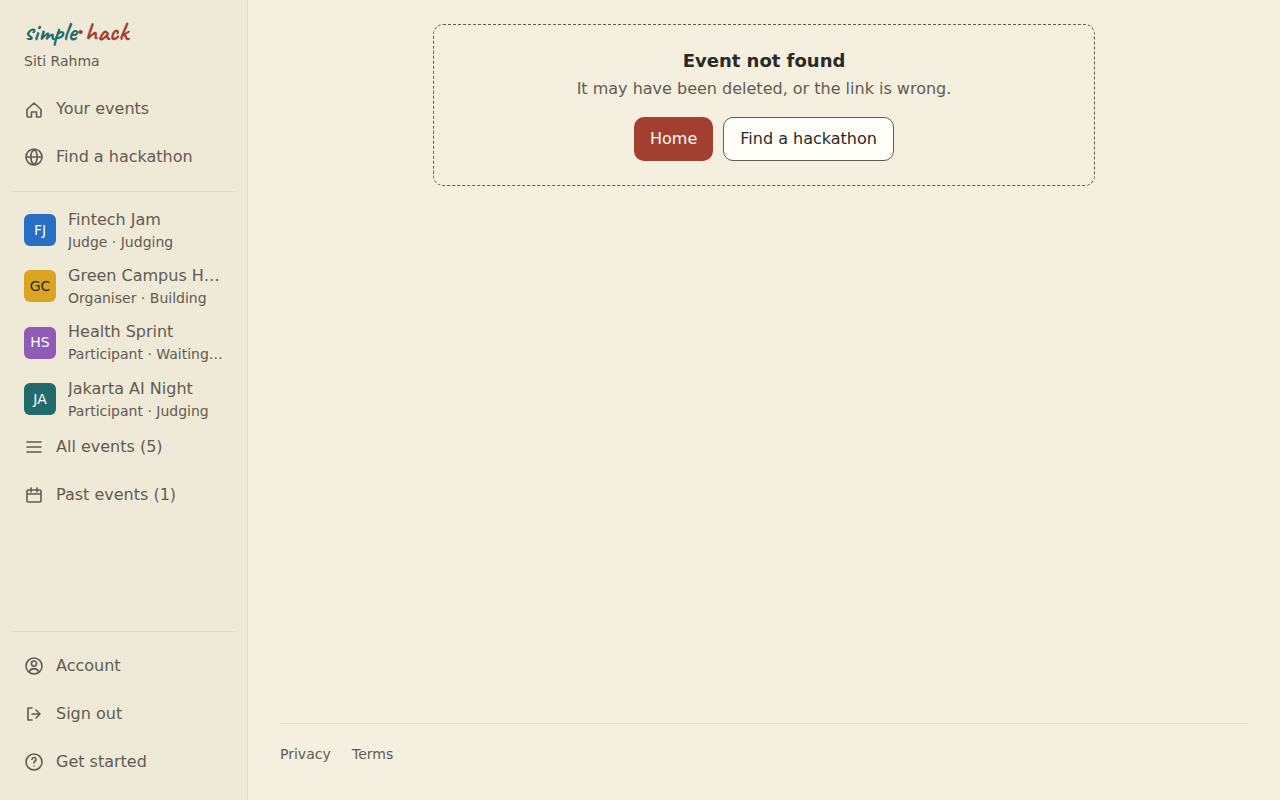 simple·hack
Siti Rahma
Your events
Find a hackathon
FJ
Fintech Jam
Judge · Judging
GC
Green Campus H…
Organiser · Building
HS
Health Sprint
Participant · Waiting…
JA
Jakarta AI Night
Participant · Judging
All events (5)
Past events (1)
Account
Sign out
Get started
Event not found
It may have been deleted, or the link is wrong.
Home
Find a hackathon
Privacy
Terms